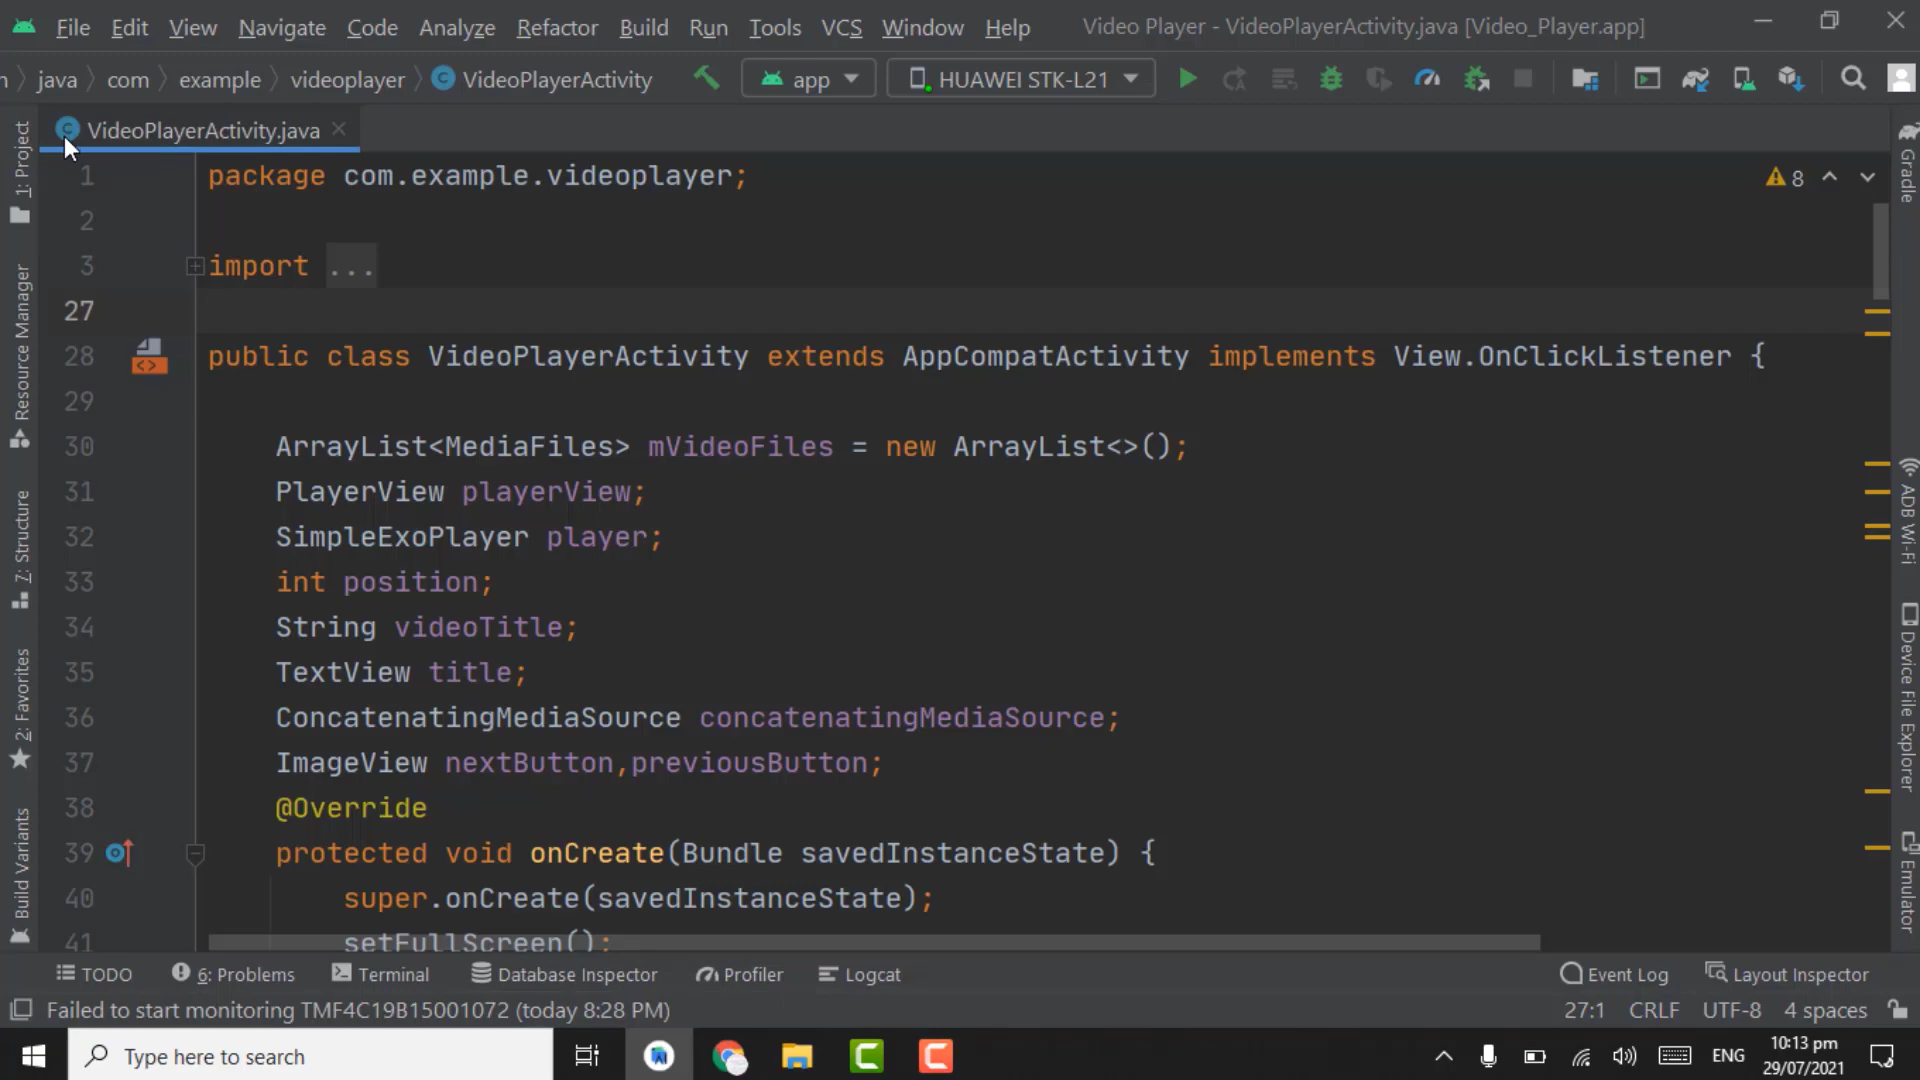 File Edit View Navigate Code Analyze Refactor Build Run Tools VCS Window Help Video Player - VideoPlayerActivity.java [Video_Player.app]
java com example videoplayer VideoPlayerActivity app HUAWEI STK-L21
VideoPlayerActivity.java
1 package com.example.videoplayer;
8
2
3 import ...
27
28 public class VideoPlayerActivity extends AppCompatActivity implements View.OnClickListener {
29
30 ArrayList<MediaFiles> mVideoFiles = new ArrayList<>();
31 PlayerView playerView;
32 SimpleExoPlayer player;
33 int position;
34 String videoTitle;
35 TextView title;
36 ConcatenatingMediaSource concatenatingMediaSource;
37 ImageView nextButton,previousButton;
38 @Override
39 protected void onCreate(Bundle savedInstanceState) {
40 super.onCreate(savedInstanceState);
41 setFullScreen();
1: Project
Resource Manager
7: Structure
2: Favorites
Build Variants
Gradle
ADB Wi-Fi
Device File Explorer
Emulator
TODO 6: Problems Terminal Database Inspector Profiler Logcat Event Log Layout Inspector
Failed to start monitoring TMF4C19B15001072 (today 8:28 PM) 27:1 CRLF UTF-8 4 spaces
Type here to search ENG 10:13 pm
29/07/2021